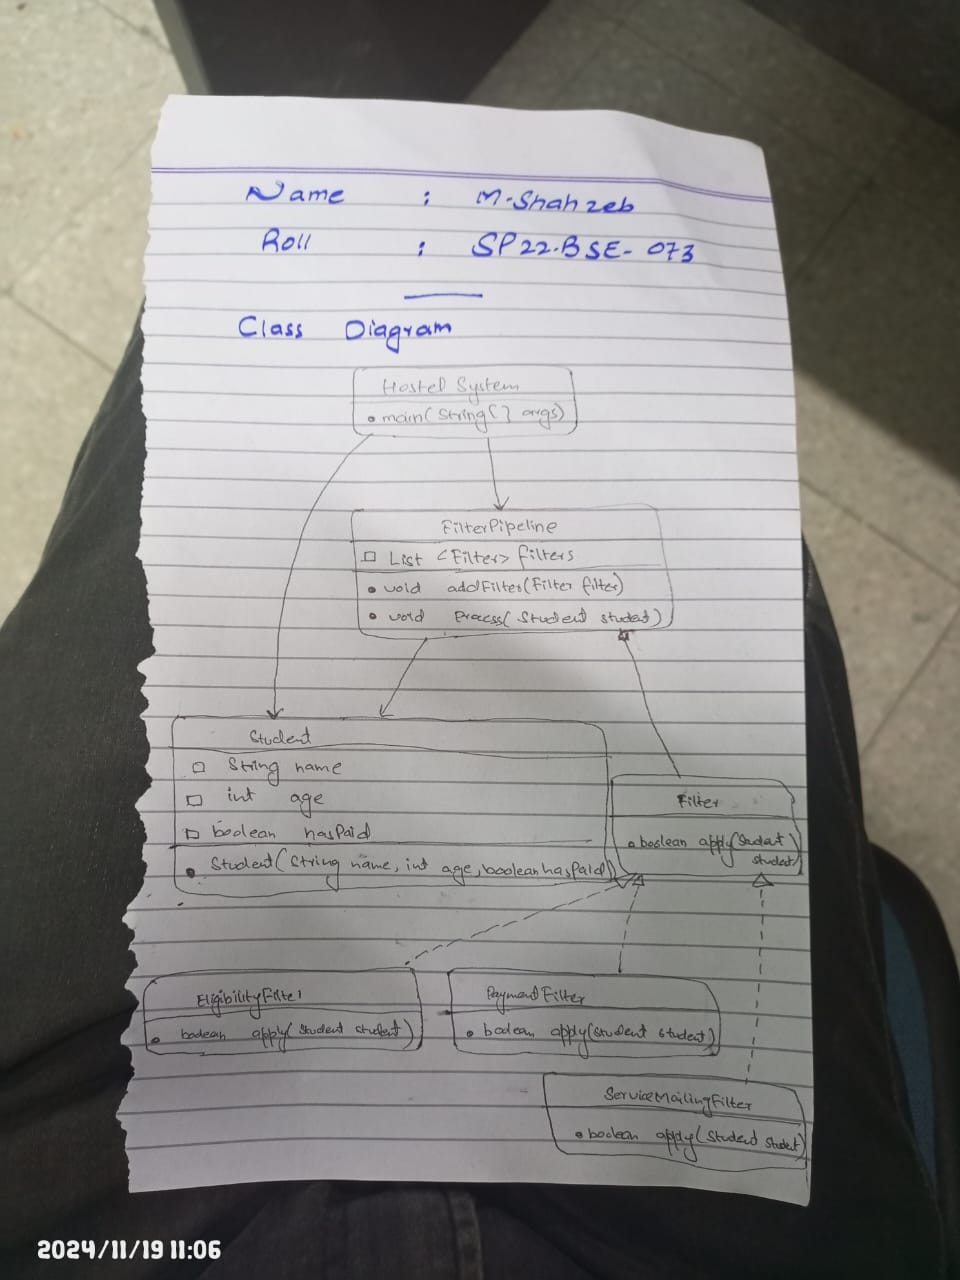 Name : M-Shahzeb
Roll : SP22-BSE-073
Class Diagram
Hostel System
main(String[] args)
FilterPipeline
List <Filter> filters
void addFilter(Filter filter)
void Process(Student student)
Student
String name
int age
boolean hasPaid
Student(String name, int age, boolean hasPaid)
Filter
boolean apply(Student
student)
EligibilityFilter
boolean apply(Student student)
PaymentFilter
boolean apply(Student student)
ServiceMailingFilter
boolean apply(Student student)
2024/11/19 11:06